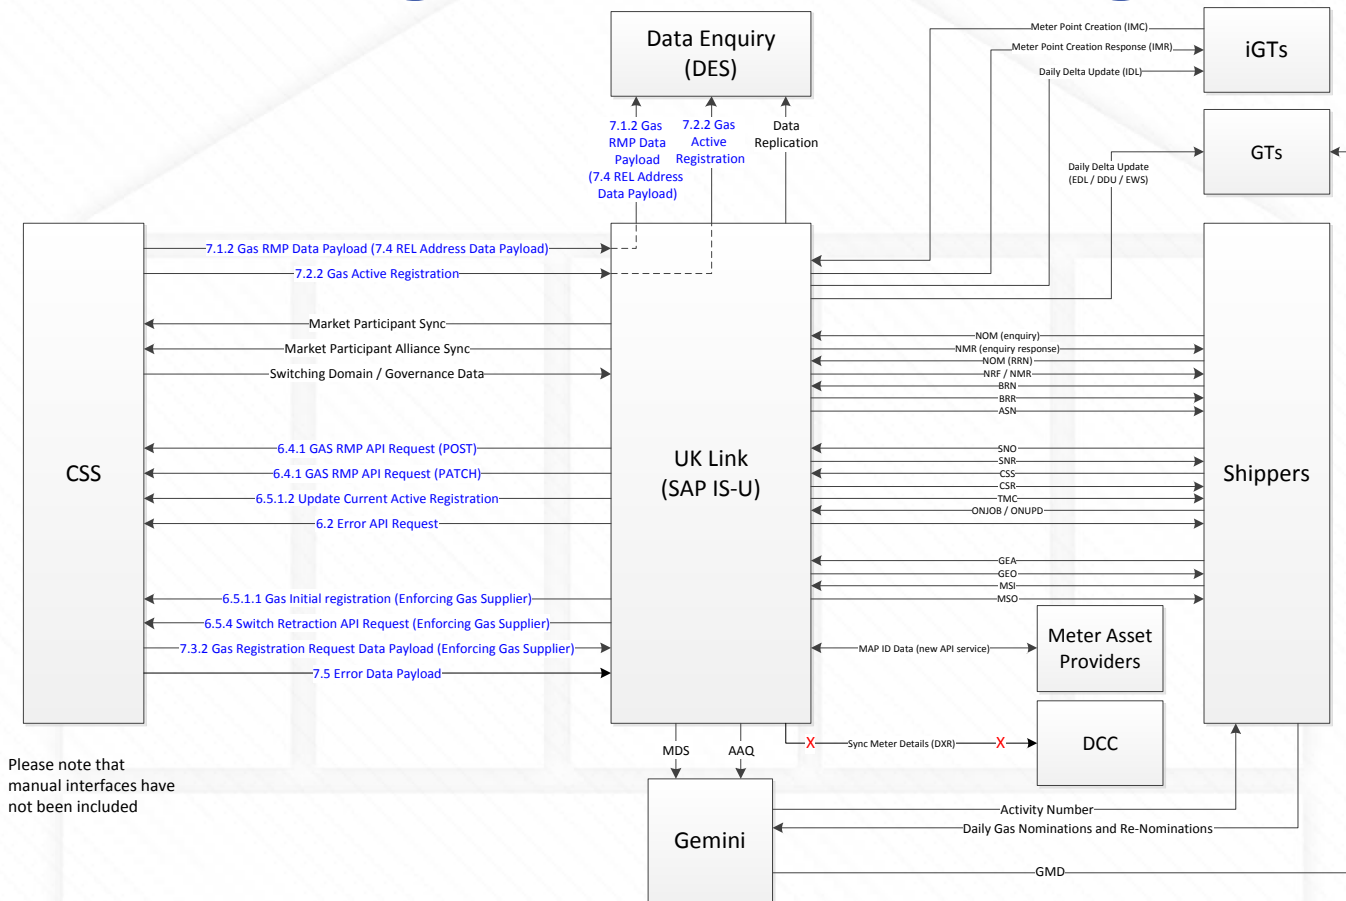 Data Enquiry
(DES)
Meter Point Creation (IMC)
Meter Point Creation Response (IMR)
Daily Delta Update (IDL)
iGTs
7.1.2 Gas
RMP Data
Payload
(7.4 REL Address
Data Payload)
7.2.2 Gas
Active
Registration
Data
Replication
Daily Delta Update
(EDL / DDU / EWS)
GTs
CSS
7.1.2 Gas RMP Data Payload (7.4 REL Address Data Payload)
7.2.2 Gas Active Registration
Market Participant Sync
Market Participant Alliance Sync
Switching Domain / Governance Data
6.4.1 GAS RMP API Request (POST)
6.4.1 GAS RMP API Request (PATCH)
6.5.1.2 Update Current Active Registration
6.2 Error API Request
6.5.1.1 Gas Initial registration (Enforcing Gas Supplier)
6.5.4 Switch Retraction API Request (Enforcing Gas Supplier)
7.3.2 Gas Registration Request Data Payload (Enforcing Gas Supplier)
7.5 Error Data Payload
UK Link
(SAP IS-U)
NOM (enquiry)
NMR (enquiry response)
NOM (RRN)
NRF / NMR
BRN
BRR
ASN
SNO
SNR
CSS
CSR
TMC
ONJOB / ONUPD
GEA
GEO
MSI
MSO
Shippers
MAP ID Data (new API service)
Meter Asset
Providers
X
Sync Meter Details (DXR)
X
DCC
MDS
AAQ
Please note that
manual interfaces have
not been included
Gemini
Activity Number
Daily Gas Nominations and Re-Nominations
GMD